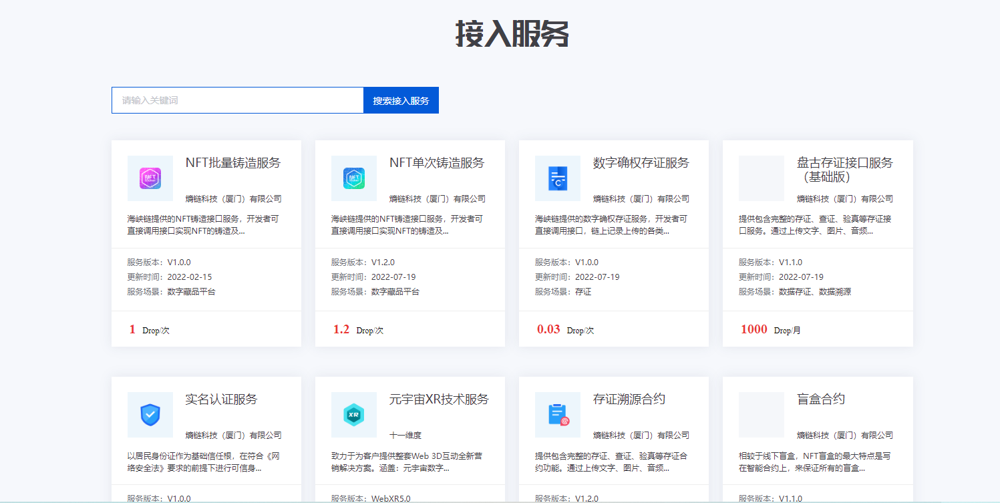 接入服务
请输入关键词
搜索接入服务
NFT批量铸造服务
熵链科技（厦门）有限公司
海峡链提供的NFT铸造接口服务，开发者可
直接调用接口实现NFT的铸造及...
服务版本：V1.0.0
更新时间：2022-02-15
服务场景：数字藏品平台
1 Drop/次
NFT单次铸造服务
熵链科技（厦门）有限公司
海峡链提供的NFT铸造接口服务，开发者可
直接调用接口实现NFT的铸造及...
服务版本：V1.2.0
更新时间：2022-07-19
服务场景：数字藏品平台
1.2 Drop/次
数字确权存证服务
熵链科技（厦门）有限公司
海峡链提供的数字确权存证服务，开发者可
直接调用接口，链上记录上传的各类...
服务版本：V1.0.0
更新时间：2022-07-19
服务场景：存证
0.03 Drop/次
盘古存证接口服务
（基础版）
熵链科技（厦门）有限公司
提供包含完整的存证、查证、验真等存证接
口服务。通过上传文字、图片、音频...
服务版本：V1.1.0
更新时间：2022-07-19
服务场景：数据存证、数据溯源
1000 Drop/月
实名认证服务
熵链科技（厦门）有限公司
以居民身份证作为基础信任根，在符合《网
络安全法》要求的前提下进行可信身...
服务版本：V1.0.0
XR
元宇宙XR技术服务
十一维度
致力于为客户提供整套Web 3D互动全新营
销解决方案。涵盖：元宇宙数字...
服务版本：WebXR5.0
存证溯源合约
熵链科技（厦门）有限公司
提供包含完整的存证、查证、验真等存证合
约功能。通过上传文字、图片、音频...
服务版本：V1.2.0
盲盒合约
熵链科技（厦门）有限公司
相较于线下盲盒，NFT盲盒的最大特点是写
在智能合约上，来保证所有的盲盒...
服务版本：V1.1.0